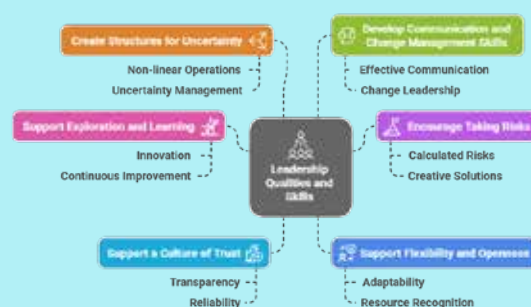 Create Structures for Uncertainty
Non-linear Operations
Uncertainty Management
Develop Communication and
Change Management Skills
Effective Communication
Change Leadership
Support Exploration and Learning
Innovation
Continuous Improvement
Leadership
Qualities and
Skills
Encourage Taking Risks
Calculated Risks
Creative Solutions
Support a Culture of Trust
Transparency
Reliability
Support Flexibility and Openness
Adaptability
Resource Recognition